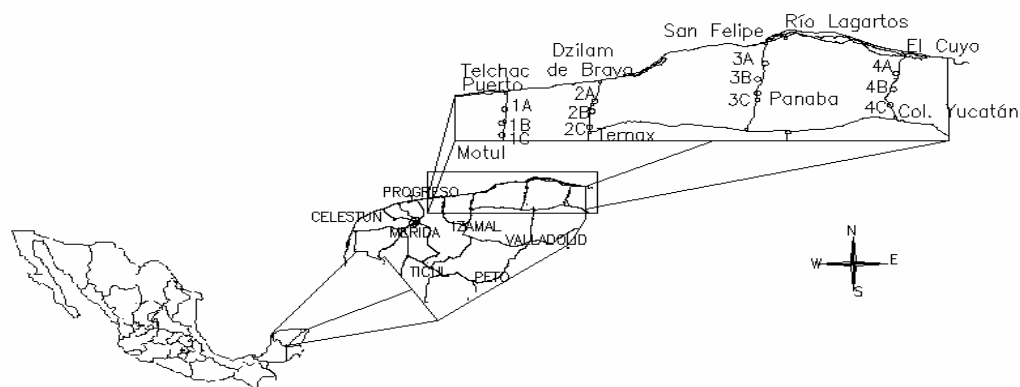 San Felipe
Río Lagartos
El Cuyo
Dzilam
de Bravo
Telchac
Puerto
3A
4A
3B
4B
2A
1A
2B
3C
Panaba
4C
Col. Yucatán
1B
2C
Temax
1C
Motul
PROGRESO
CELESTUN
MERIDA
IZAMAL
VALLADOLID
TICUL
PETO
N
W
E
S